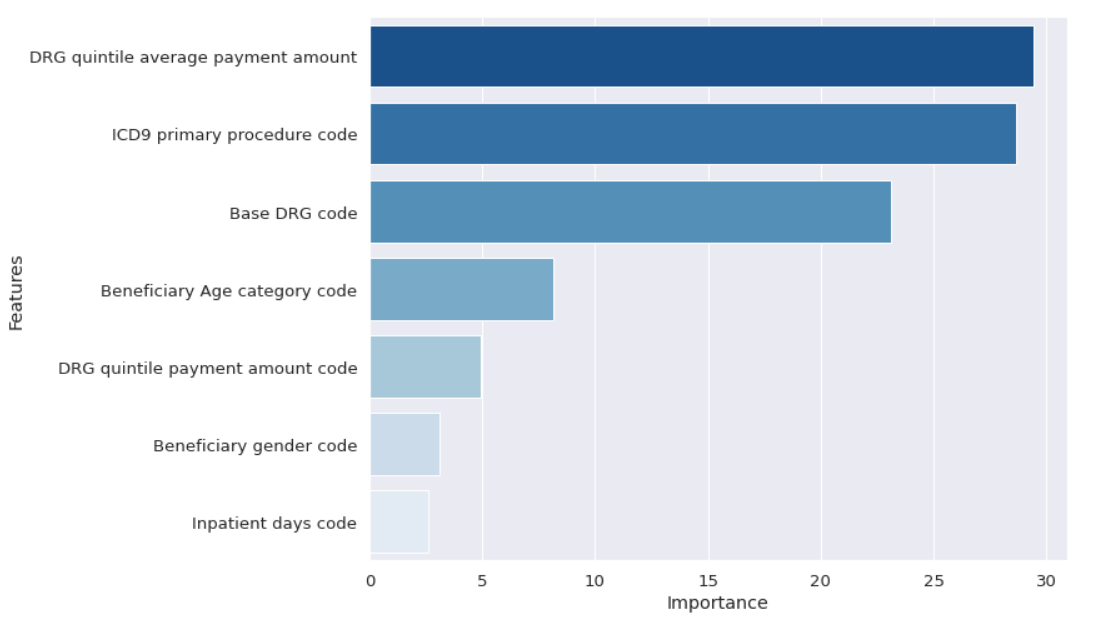 DRG quintile average payment amount
ICD9 primary procedure code
Base DRG code
Beneficiary Age category code
DRG quintile payment amount code
Beneficiary gender code
Inpatient days code
Features
0 5 10 15 20 25 30
Importance